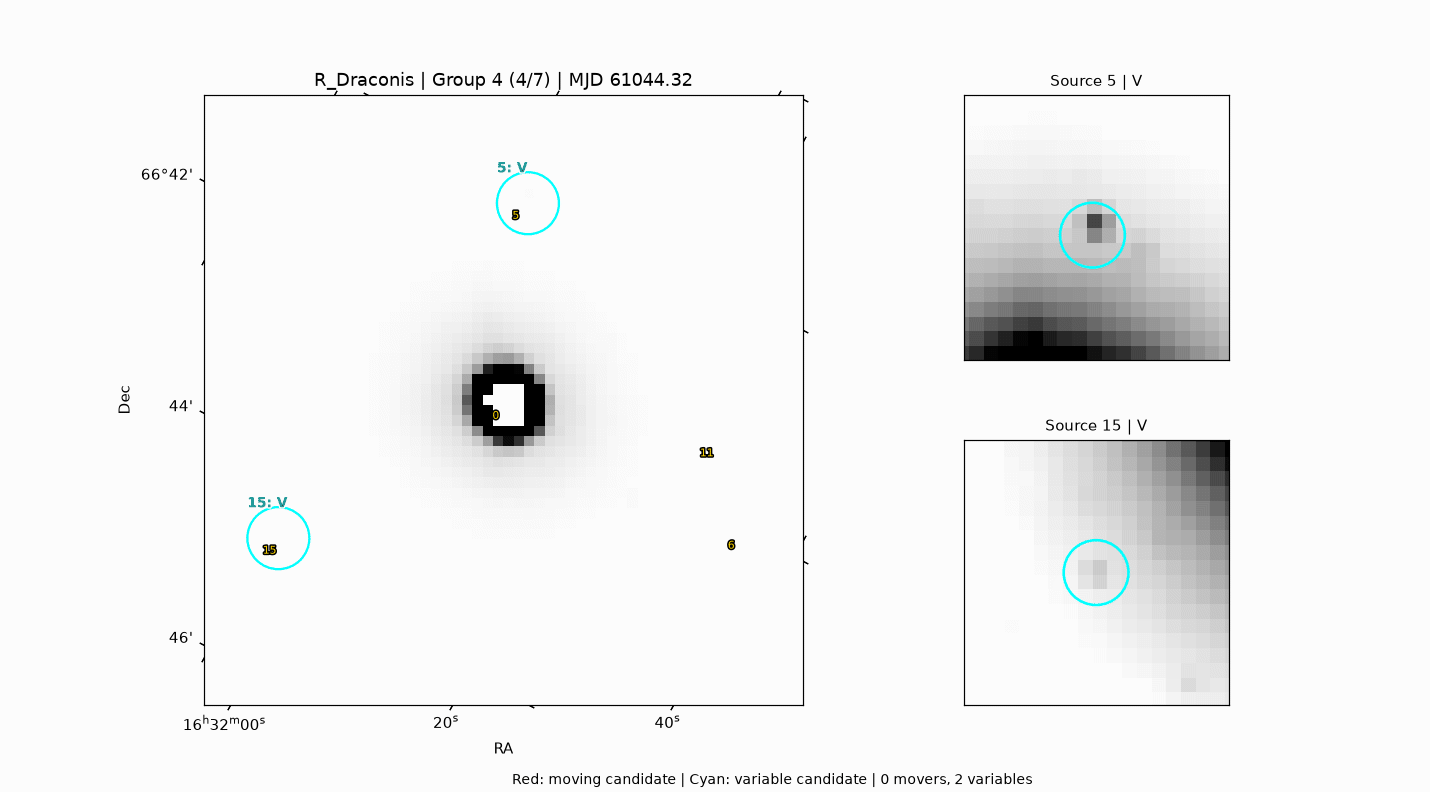 R_Draconis | Group 4 (4/7) | MJD 61044.32
Source 5 | V
5: V
66°42'
5
Dec
44'
0
11
Source 15 | V
15: V
15
6
46'
16ʰ32ᵐ00ˢ
20ˢ
40ˢ
RA
Red: moving candidate | Cyan: variable candidate | 0 movers, 2 variables